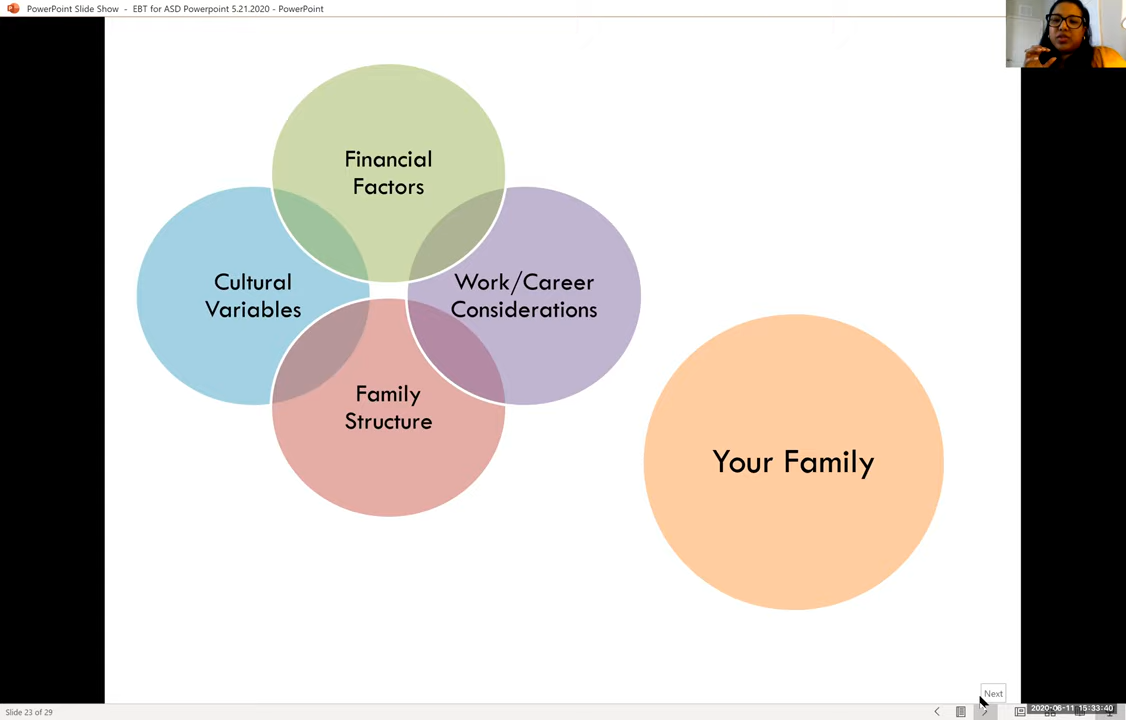 PowerPoint Slide Show - EBT for ASD Powerpoint 5.21.2020 - PowerPoint
Financial
Factors
Cultural
Variables
Work/Career
Considerations
Family
Structure
Your Family
Next
Slide 23 of 29
2020-06-11 15:33:40